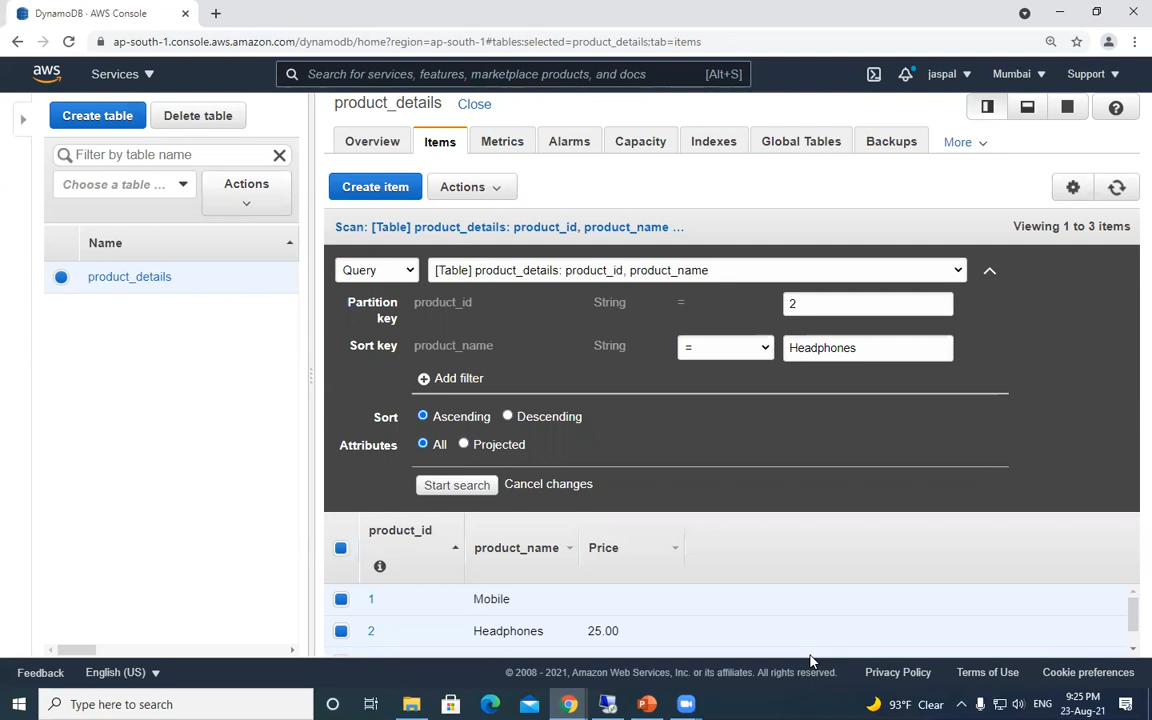 DynamoDB · AWS Console
ap-south-1.console.aws.amazon.com/dynamodb/home?region=ap-south-1#tables:selected=product_details;tab=items
aws
Services
Search for services, features, marketplace products, and docs
[Alt+S]
jaspal
Mumbai
Support
Create table
Delete table
Filter by table name
Choose a table ...
Actions
Name
product_details
product_details
Close
Overview
Items
Metrics
Alarms
Capacity
Indexes
Global Tables
Backups
More
Create item
Actions
Scan: [Table] product_details: product_id, product_name ...
Viewing 1 to 3 items
Query
[Table] product_details: product_id, product_name
Partition key
product_id
String
=
2
Sort key
product_name
String
=
Headphones
Add filter
Sort
Ascending
Descending
Attributes
All
Projected
Start search
Cancel changes
product_id
product_name
Price
1
Mobile
2
Headphones
25.00
Feedback
English (US)
© 2008 - 2021, Amazon Web Services, Inc. or its affiliates. All rights reserved.
Privacy Policy
Terms of Use
Cookie preferences
Type here to search
93°F Clear
ENG
9:25 PM
23-Aug-21